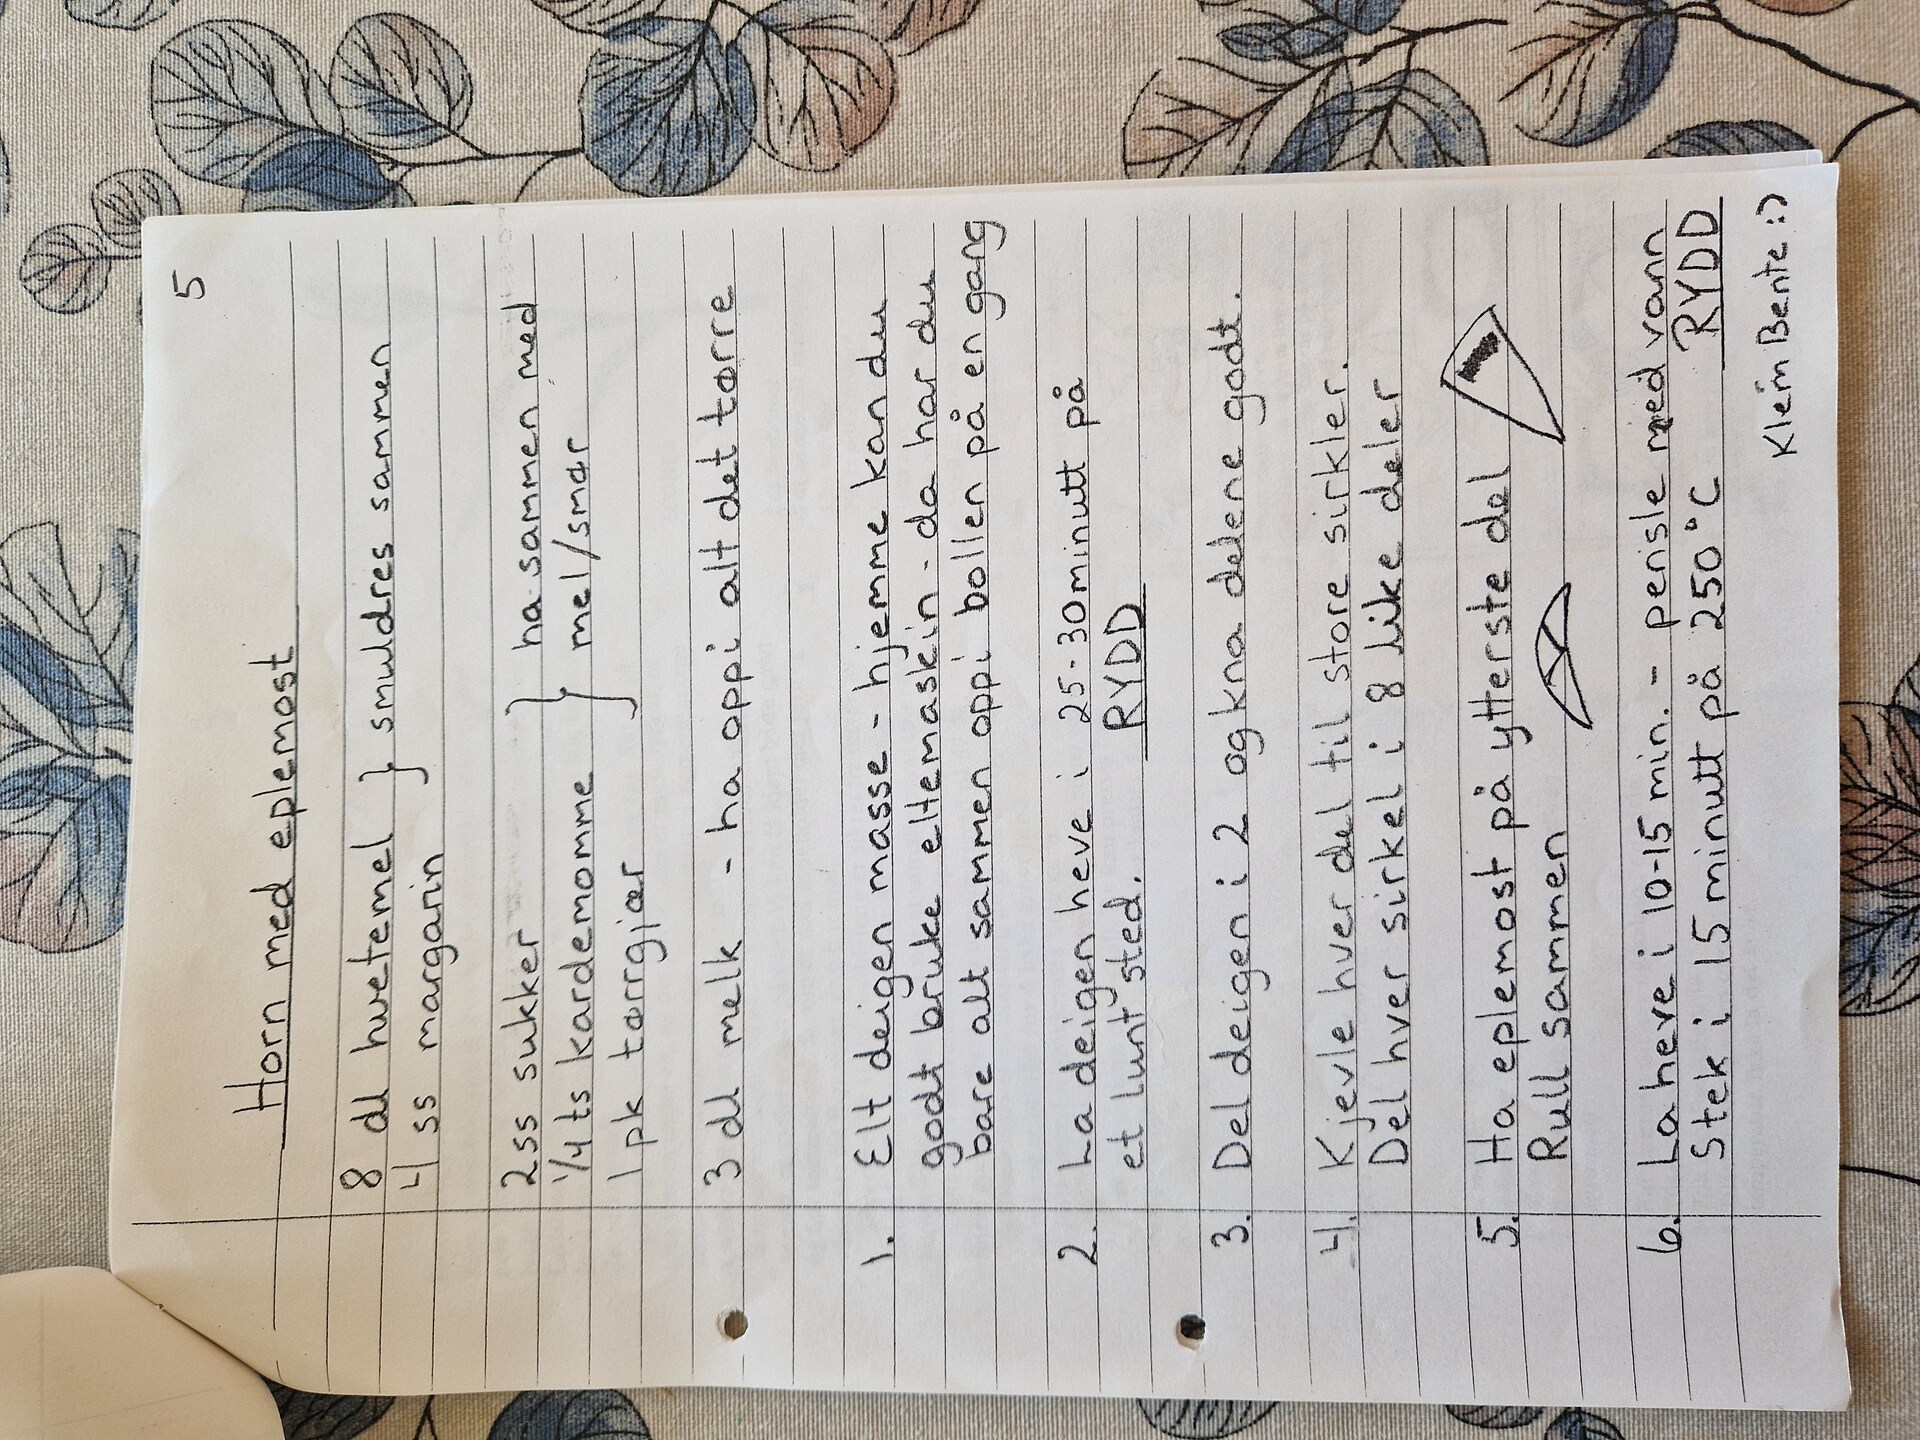 5
Horn med eplemost
8 dl hvetemel } smuldres sammen
4 ss margarin
2 ss sukker } ha sammen med
1/4 ts kardemomme mel/smør
1 pk tørrgjær
3 dl melk - ha oppi alt det tørre
1. Elt deigen masse - hjemme kan du
godt bruke eltemaskin - da har du
bare alt sammen oppi bollen på en gang
2. La deigen heve i 25-30 minutt på
et lunt sted. RYDD
3. Del deigen i 2 og kna delene godt.
4. Kjevle hver del til store sirkler.
Del hver sirkel i 8 like deler
5. Ha eplemost på ytterste del
Rull sammen
6. La heve i 10-15 min. - pensle med vann
Stek i 15 minutt på 250°C RYDD
Klem Bente :)